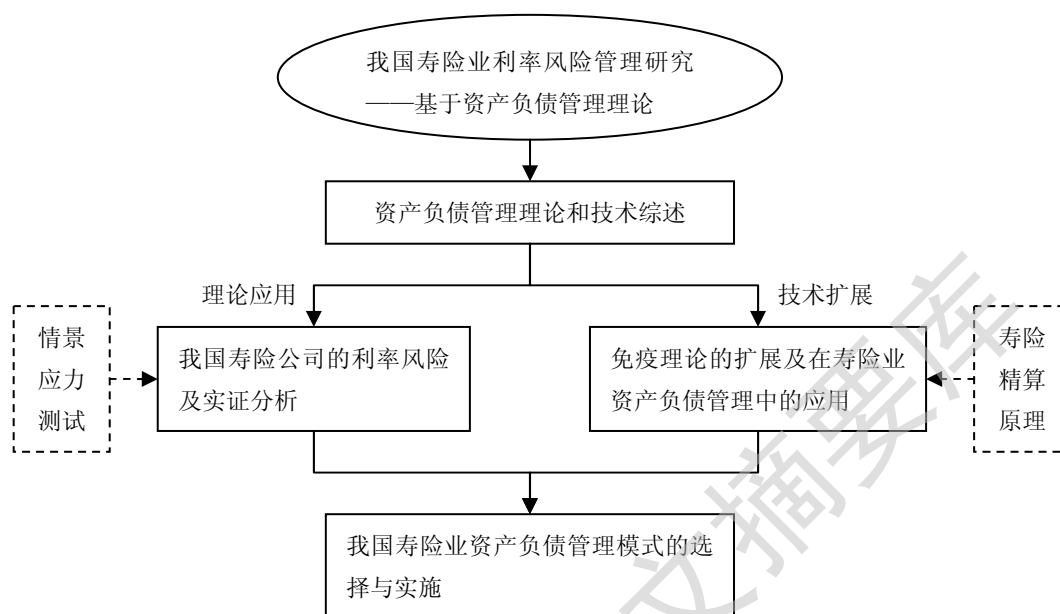 我国寿险业利率风险管理研究
——基于资产负债管理理论
资产负债管理理论和技术综述
理论应用
技术扩展
情景
应力
测试
我国寿险公司的利率风险
及实证分析
免疫理论的扩展及在寿险业
资产负债管理中的应用
寿险
精算
原理
我国寿险业资产负债管理模式的选
择与实施
文摘要库